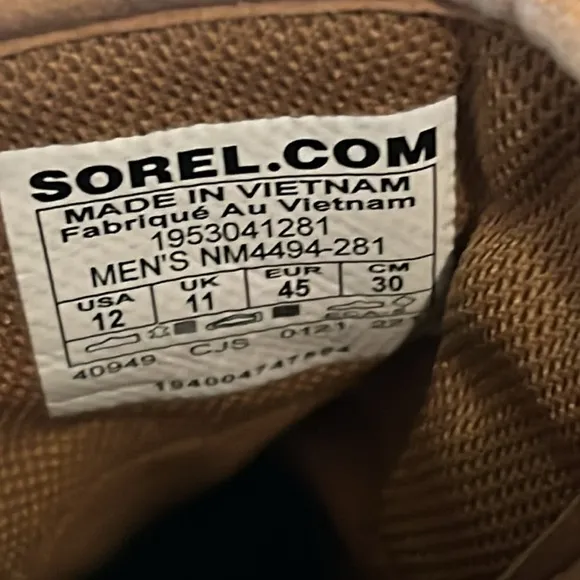 SOREL.COM
MADE IN VIETNAM
Fabriqué Au Vietnam
1953041281
MEN'S NM4494-281
USA UK EUR CM
12 11 45 30
40949 CJS 0121